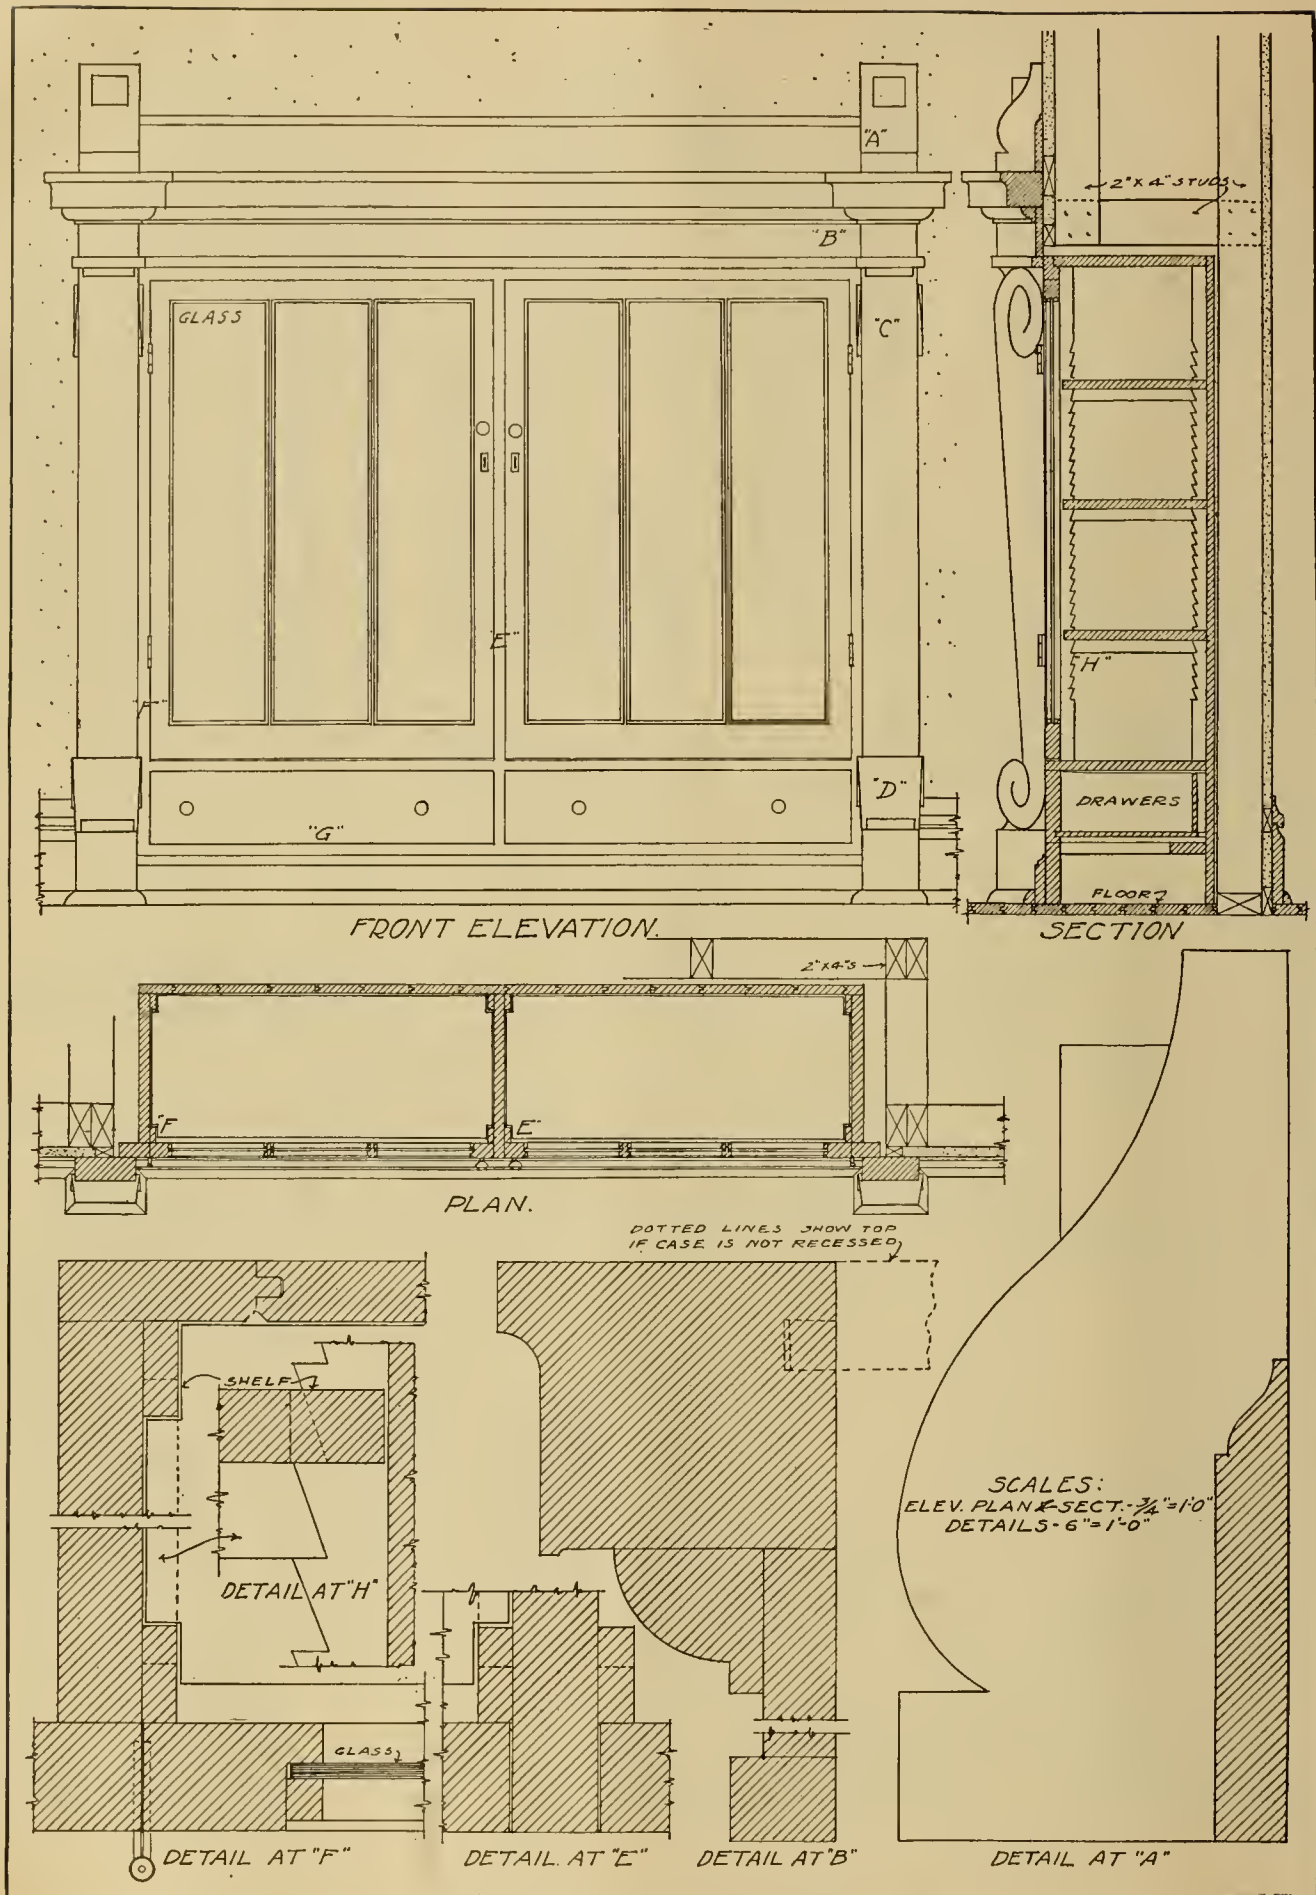 "A"
2"X4" STUDS
"B"
GLASS
"C"
"E"
"H"
"D"
DRAWERS
"G"
FLOOR
FRONT ELEVATION.
SECTION
2"X4"S
"F
E"
PLAN.
DOTTED LINES SHOW TOP
IF CASE IS NOT RECESSED
SHELF
SCALES:
ELEV. PLAN & SECT.-3/4"=1'-0"
DETAILS-6"=1'-0"
DETAIL AT "H"
GLASS
DETAIL AT "F"
DETAIL. AT "E"
DETAIL AT "B"
DETAIL AT "A"